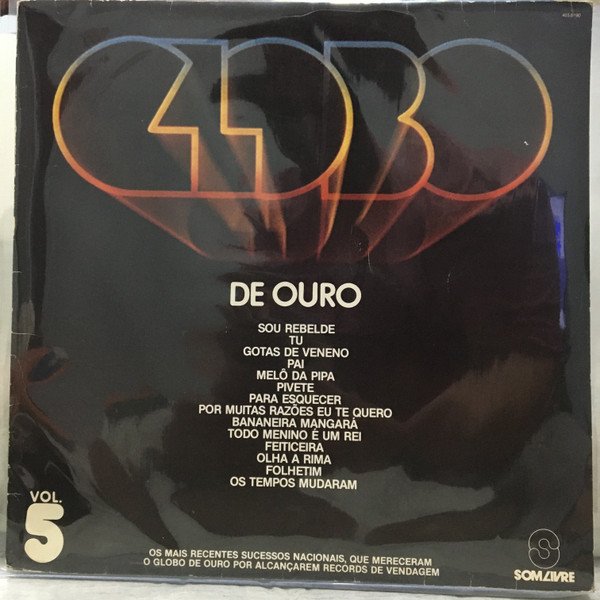 GLOBO
DE OURO
SOU REBELDE
TU
GOTAS DE VENENO
PAI
MELÔ DA PIPA
PIVETE
PARA ESQUECER
POR MUITAS RAZÕES EU TE QUERO
BANANEIRA MANGARÁ
TODO MENINO É UM REI
FEITICEIRA
OLHA A RIMA
FOLHETIM
OS TEMPOS MUDARAM
VOL.
5
OS MAIS RECENTES SUCESSOS NACIONAIS, QUE MERECERAM
O GLOBO DE OURO POR ALCANÇAREM RECORDS DE VENDAGEM
SOM LIVRE